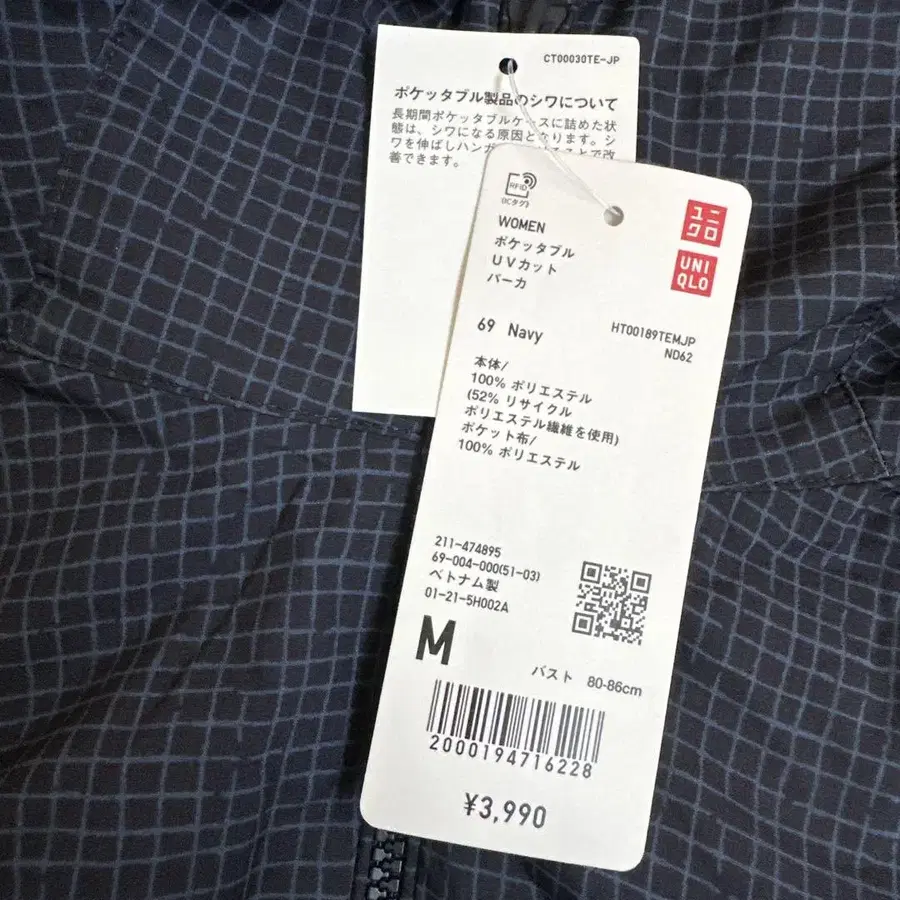 CT00030TE-JP
ポケッタブル製品のシワについて
長期間ポケッタブルケースに詰めた状
態は、シワになる原因となります。シ
ワを伸ばしハンガ ことで改
善できます。
RFID
(ICタグ)
WOMEN
ポケッタブル
UVカット
パーカ
ユニ
クロ
UNI
QLO
69 Navy
HT00189TEMJP
ND62
本体/
100% ポリエステル
(52% リサイクル
ポリエステル繊維を使用)
ポケット布/
100% ポリエステル
211-474895
69-004-000(51-03)
ベトナム製
01-21-5H002A
M
バスト 80-86cm
2000194716228
¥3,990